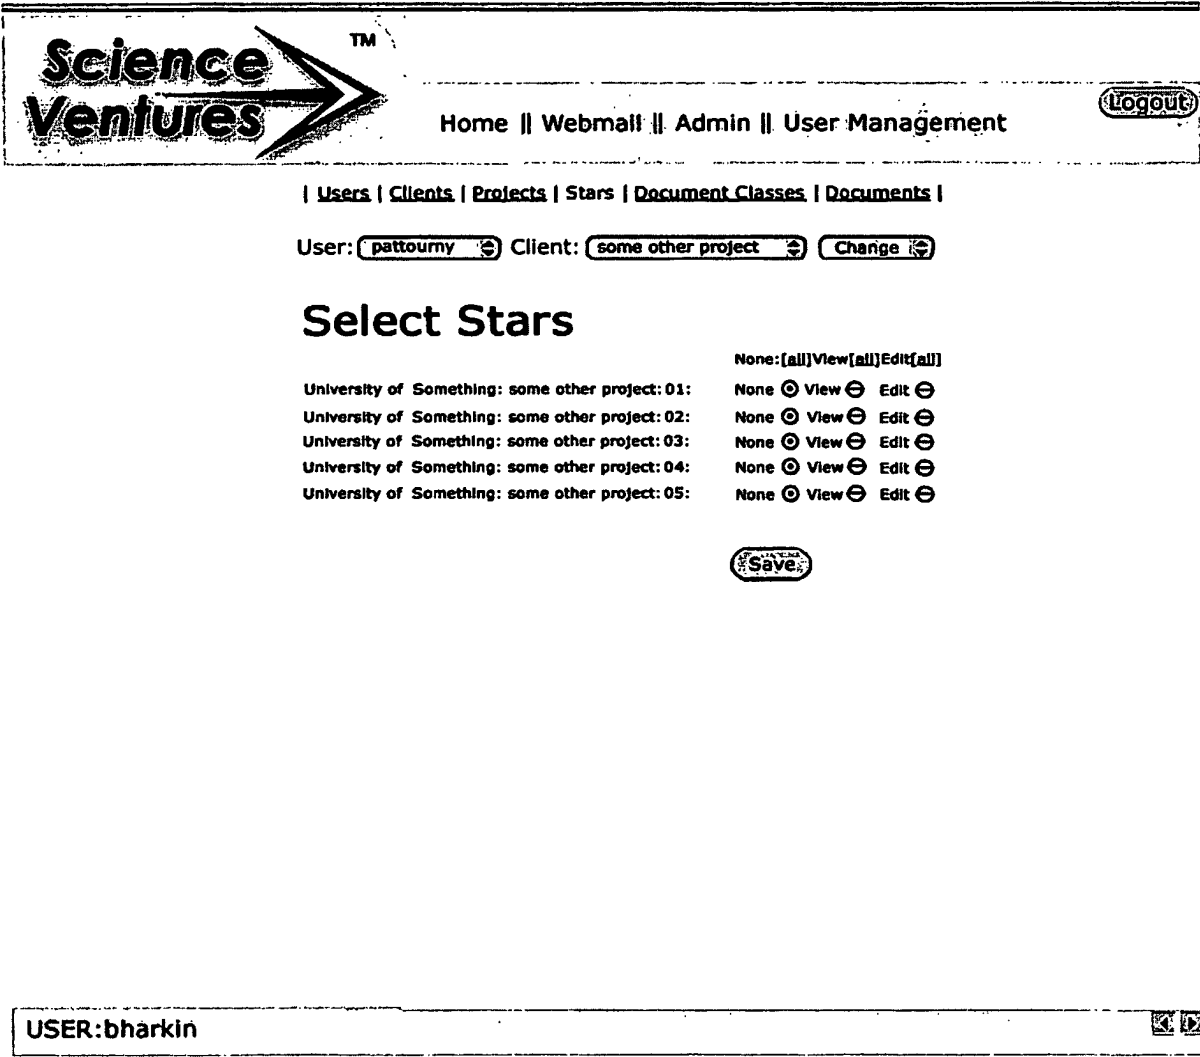 Science
Ventures
TM
Home || Webmail || Admin || User Management
Logout
| Users | Clients | Projects | Stars | Document Classes | Documents |
User: pattourny Client: some other project Change
Select Stars
None:[all]View[all]Edit[all]
University of Something: some other project: 01: None View Edit
University of Something: some other project: 02: None View Edit
University of Something: some other project: 03: None View Edit
University of Something: some other project: 04: None View Edit
University of Something: some other project: 05: None View Edit
Save
USER:bharkin